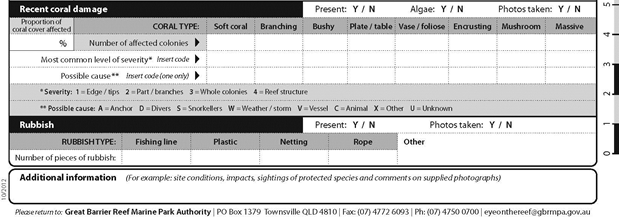 Recent coral damage Present: Y / N Algae: Y / N Photos taken: Y / N
Proportion of coral cover affected CORAL TYPE: Soft coral Branching Bushy Plate / table Vase / foliose Encrusting Mushroom Massive
% Number of affected colonies
Most common level of severity* Insert code
Possible cause** Insert code (one only)
* Severity: 1 = Edge / tips 2 = Part / branches 3 = Whole colonies 4 = Reef structure
** Possible cause: A = Anchor D = Divers S = Snorkellers W = Weather / storm V = Vessel C = Animal X = Other U = Unknown
Rubbish Present: Y / N Photos taken: Y / N
RUBBISH TYPE: Fishing line Plastic Netting Rope Other
Number of pieces of rubbish:
Additional information (For example: site conditions, impacts, sightings of protected species and comments on supplied photographs)
Please return to: Great Barrier Reef Marine Park Authority | PO Box 1379 Townsville QLD 4810 | Fax: (07) 4772 6093 | Ph: (07) 4750 0700 | eyeonthereef@gbrmpa.gov.au
10/2012
5
4
3
2
1
0